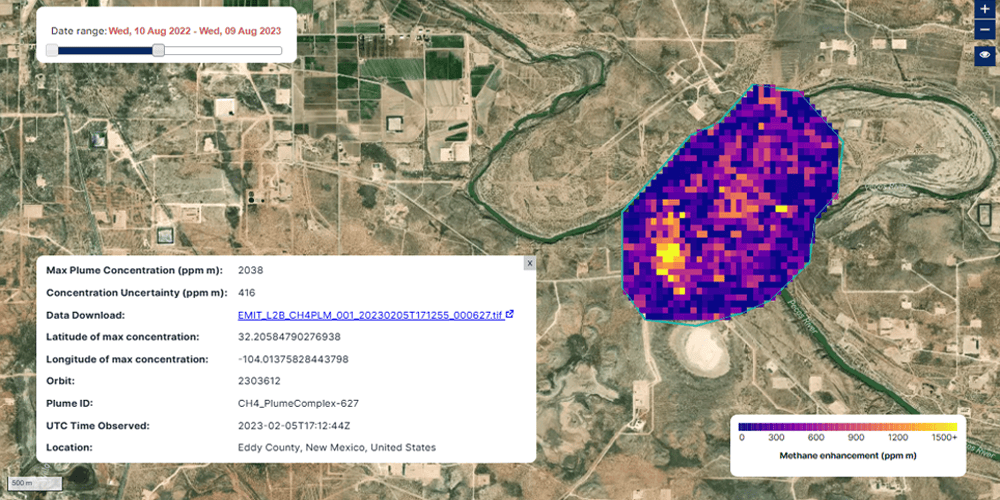 Date range: Wed, 10 Aug 2022 - Wed, 09 Aug 2023
+
−
x
Max Plume Concentration (ppm m): 2038
Concentration Uncertainty (ppm m): 416
Data Download: EMIT_L2B_CH4PLM_001_20230205T171255_000627.tif
Latitude of max concentration: 32.20584790276938
Longitude of max concentration: -104.01375828443798
Orbit: 2303612
Plume ID: CH4_PlumeComplex-627
UTC Time Observed: 2023-02-05T17:12:44Z
Location: Eddy County, New Mexico, United States
Pecos River
0 300 600 900 1200 1500+
Methane enhancement (ppm m)
500 m